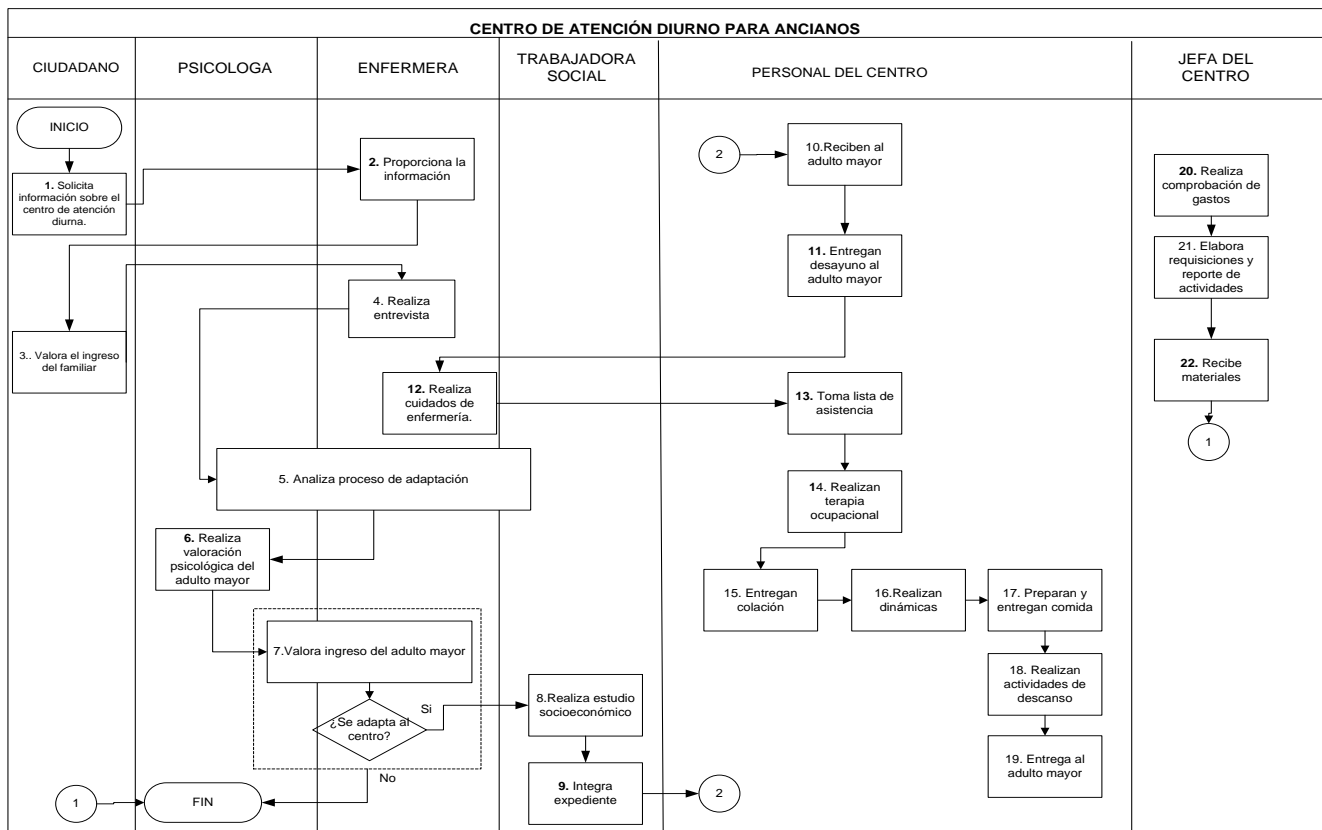 CENTRO DE ATENCIÓN DIURNO PARA ANCIANOS
CIUDADANO
PSICOLOGA
ENFERMERA
TRABAJADORA
SOCIAL
PERSONAL DEL CENTRO
JEFA DEL
CENTRO
INICIO
1. Solicita
información sobre el
centro de atención
diurna.
2. Proporciona la
información
3.. Valora el ingreso
del familiar
4. Realiza
entrevista
5. Analiza proceso de adaptación
6. Realiza
valoración
psicológica del
adulto mayor
7.Valora ingreso del adulto mayor
¿Se adapta al
centro?
Si
No
8.Realiza estudio
socioeconómico
9. Integra
expediente
2
1
FIN
2
10.Reciben al
adulto mayor
11. Entregan
desayuno al
adulto mayor
12. Realiza
cuidados de
enfermería.
13. Toma lista de
asistencia
14. Realizan
terapia
ocupacional
15. Entregan
colación
16.Realizan
dinámicas
17. Preparan y
entregan comida
18. Realizan
actividades de
descanso
19. Entrega al
adulto mayor
20. Realiza
comprobación de
gastos
21. Elabora
requisiciones y
reporte de
actividades
22. Recibe
materiales
1